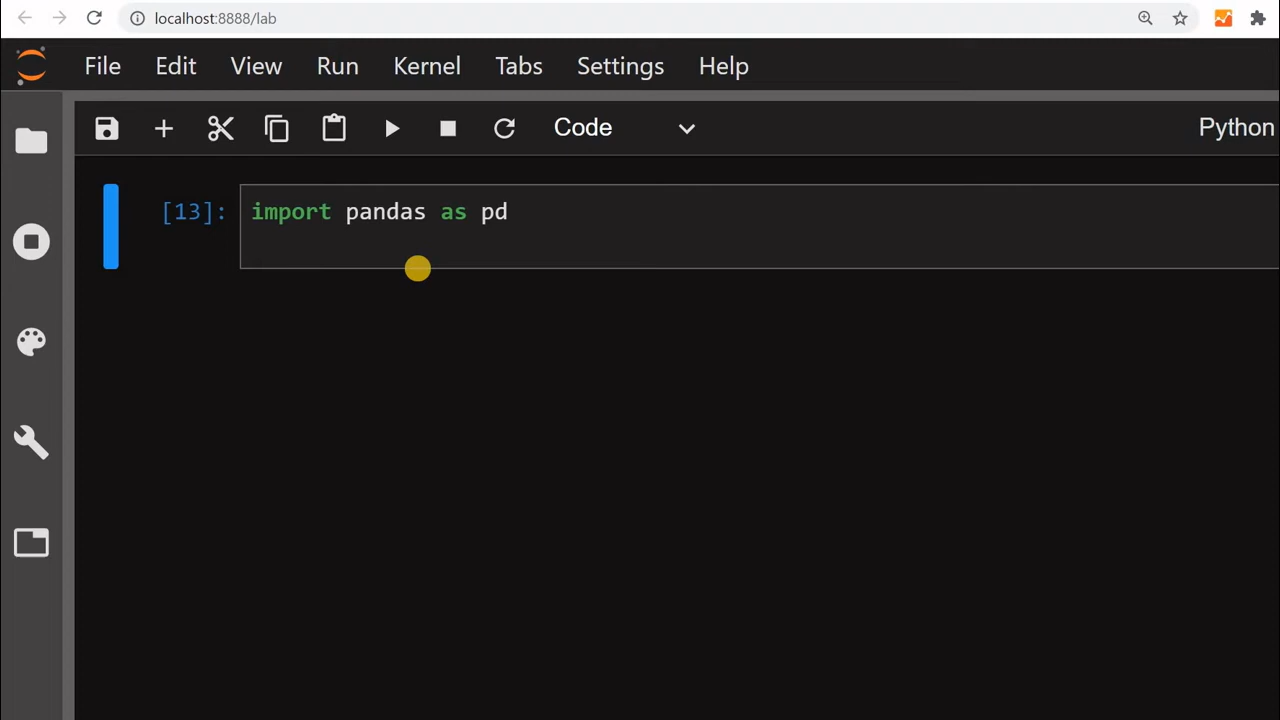 localhost:8888/lab
File Edit View Run Kernel Tabs Settings Help
Code Python
[13]: import pandas as pd